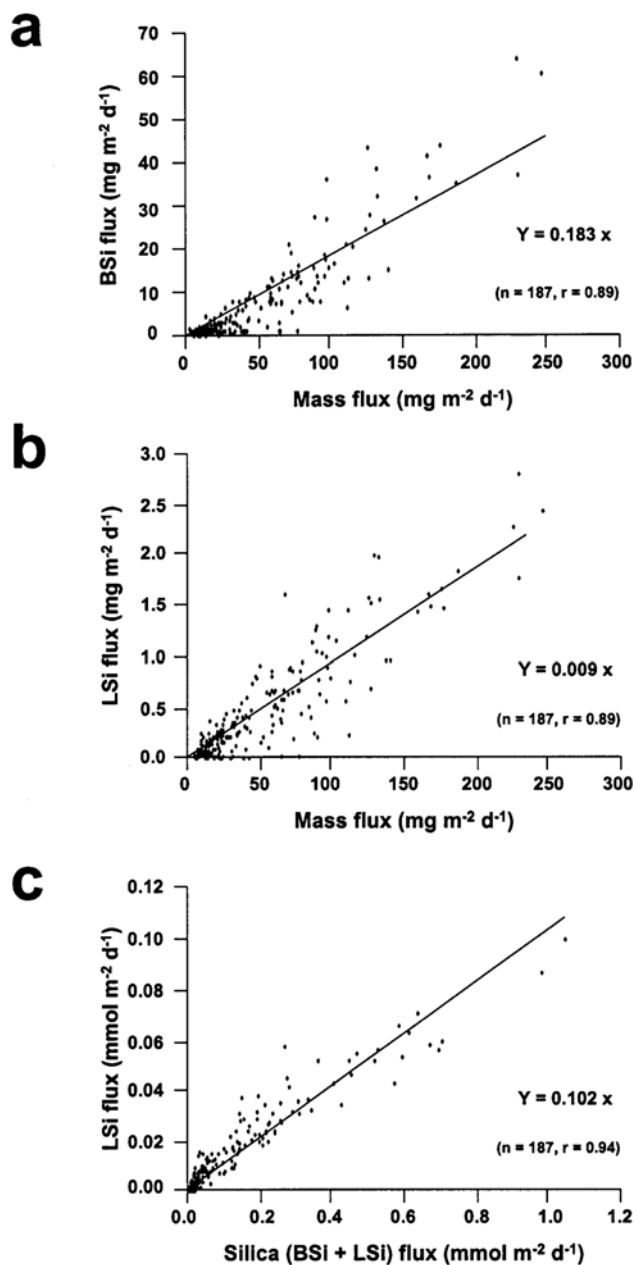 a
70
60
50
40
30
20
10
0
BSi flux (mg m-2 d-1)
Y = 0.183 x
(n = 187, r = 0.89)
0 50 100 150 200 250 300
Mass flux (mg m-2 d-1)
b
3.0
2.5
2.0
1.5
1.0
0.5
0.0
LSi flux (mg m-2 d-1)
Y = 0.009 x
(n = 187, r = 0.89)
0 50 100 150 200 250 300
Mass flux (mg m-2 d-1)
c
0.12
0.10
0.08
0.06
0.04
0.02
0.00
LSi flux (mmol m-2 d-1)
Y = 0.102 x
(n = 187, r = 0.94)
0.0 0.2 0.4 0.6 0.8 1.0 1.2
Silica (BSi + LSi) flux (mmol m-2 d-1)